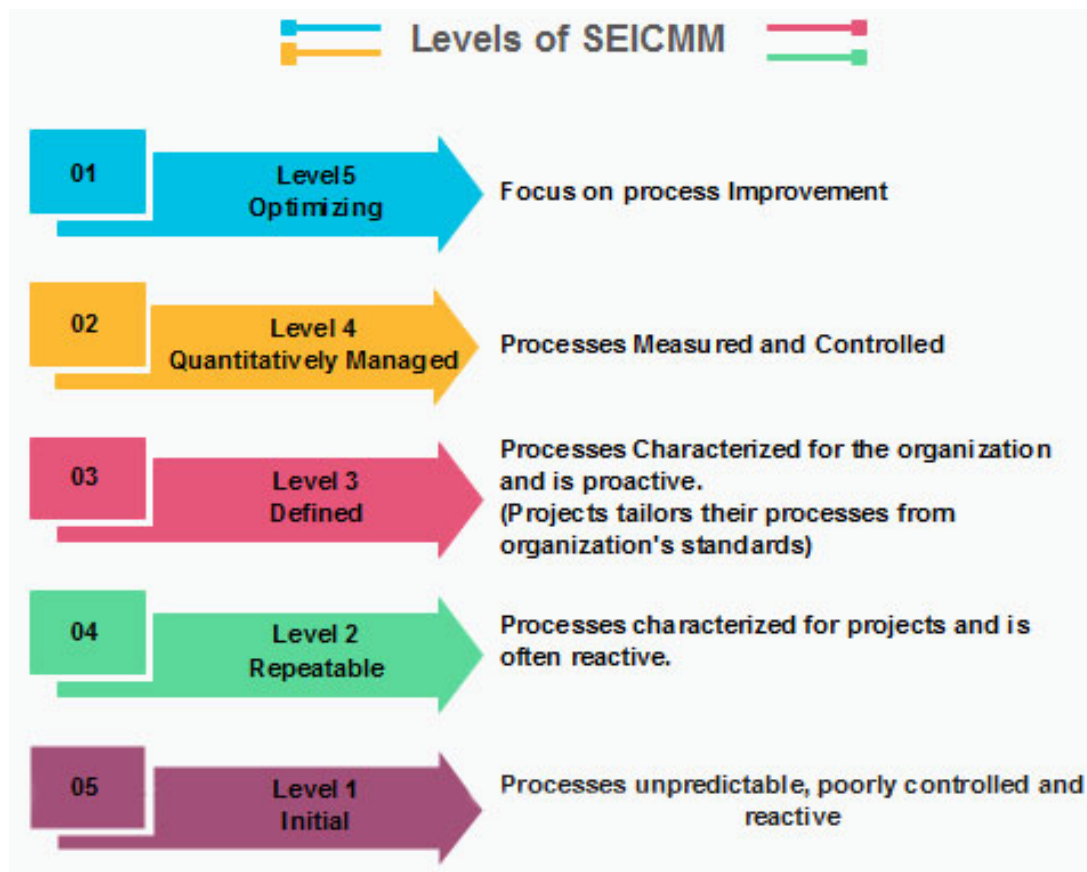 Levels of SEICMM
01
Level5
Optimizing
Focus on process Improvement
02
Level 4
Quantitatively Managed
Processes Measured and Controlled
03
Level 3
Defined
Processes Characterized for the organization
and is proactive.
(Projects tailors their processes from
organization's standards)
04
Level 2
Repeatable
Processes characterized for projects and is
often reactive.
05
Level 1
Initial
Processes unpredictable, poorly controlled and
reactive